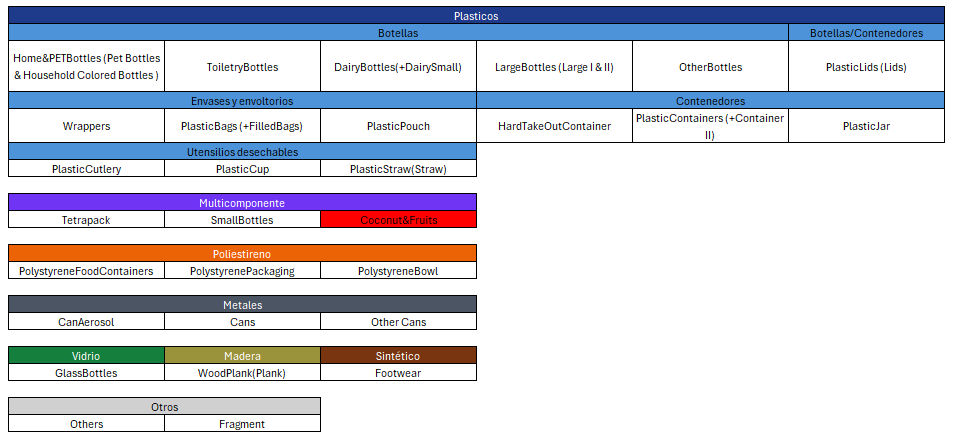 Plasticos
Botellas
Botellas/Contenedores
Home&PETBottles (Pet Bottles
& Household Colored Bottles )
ToiletryBottles
DairyBottles(+DairySmall)
LargeBottles (Large I & II)
OtherBottles
PlasticLids (Lids)
Envases y envoltorios
Contenedores
Wrappers
PlasticBags (+FilledBags)
PlasticPouch
HardTakeOutContainer
PlasticContainers (+Container
II)
PlasticJar
Utensilios desechables
PlasticCutlery
PlasticCup
PlasticStraw(Straw)
Multicomponente
Tetrapack
SmallBottles
Coconut&Fruits
Poliestireno
PolystyreneFoodContainers
PolystyrenePackaging
PolystyreneBowl
Metales
CanAerosol
Cans
Other Cans
Vidrio
Madera
Sintético
GlassBottles
WoodPlank(Plank)
Footwear
Otros
Others
Fragment